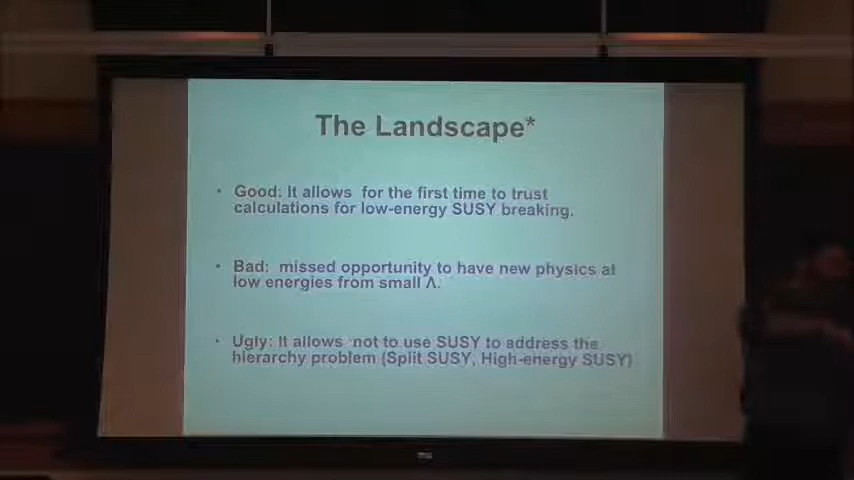 The Landscape*
• Good: It allows for the first time to trust
calculations for low-energy SUSY breaking.
• Bad: missed opportunity to have new physics at
low energies from small Λ.
• Ugly: It allows not to use SUSY to address the
hierarchy problem (Split SUSY, High-energy SUSY)